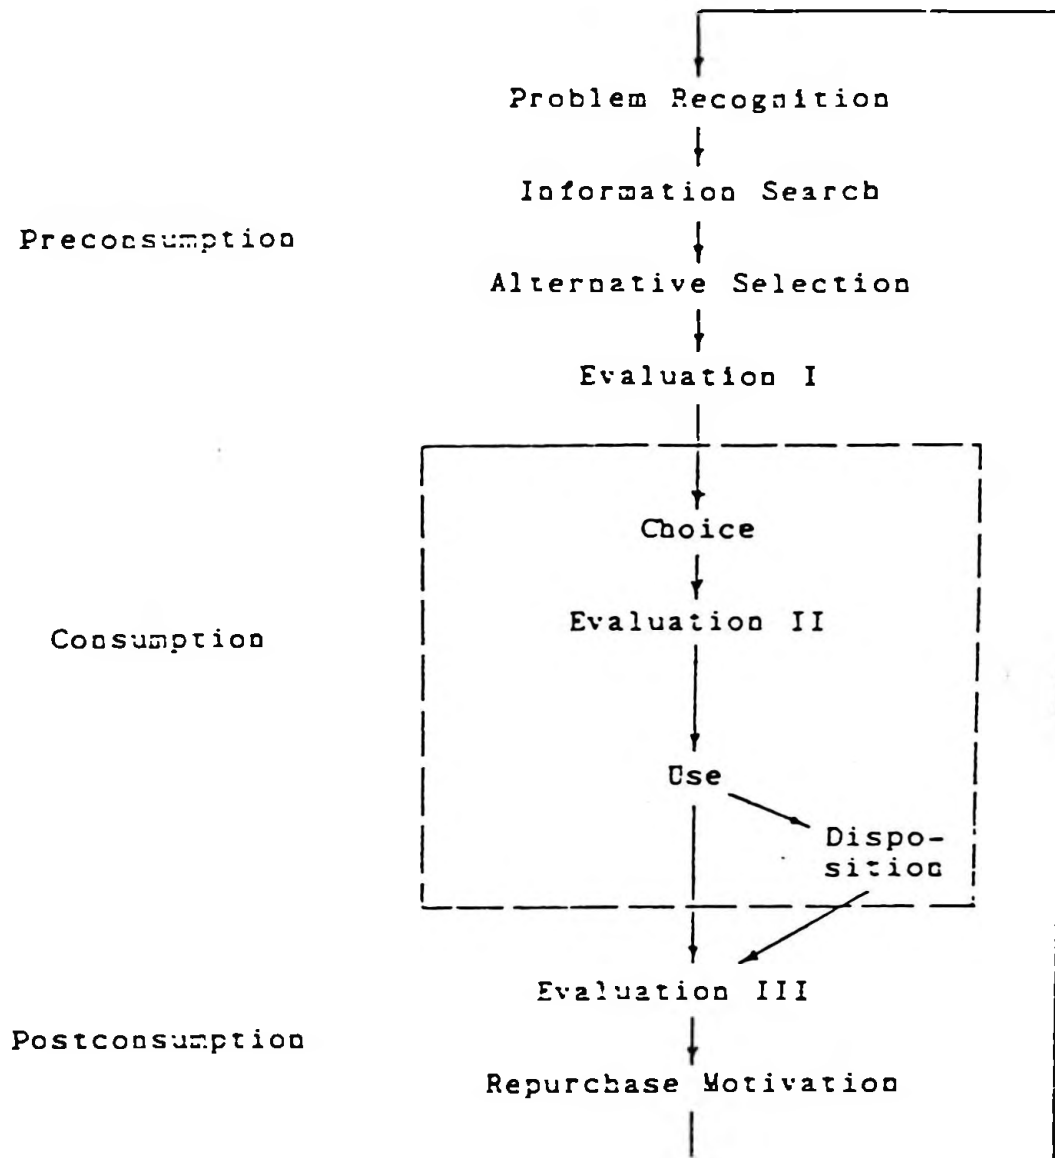 Problem Recognition
Information Search
Preconsumption
Alternative Selection
Evaluation I
Choice
Evaluation II
Consumption
Use
Dispo-
sition
Evaluation III
Postconsumption
Repurchase Motivation